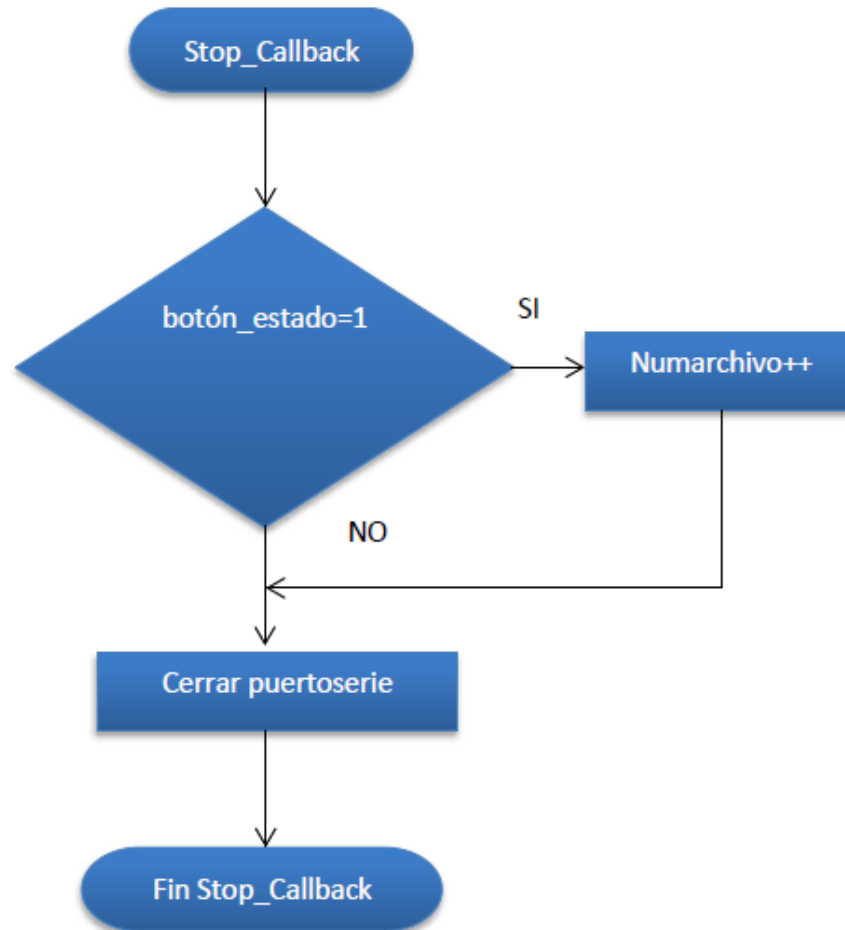 Stop_Callback
botón_estado=1
SI
Numarchivo++
NO
Cerrar puertoserie
Fin Stop_Callback